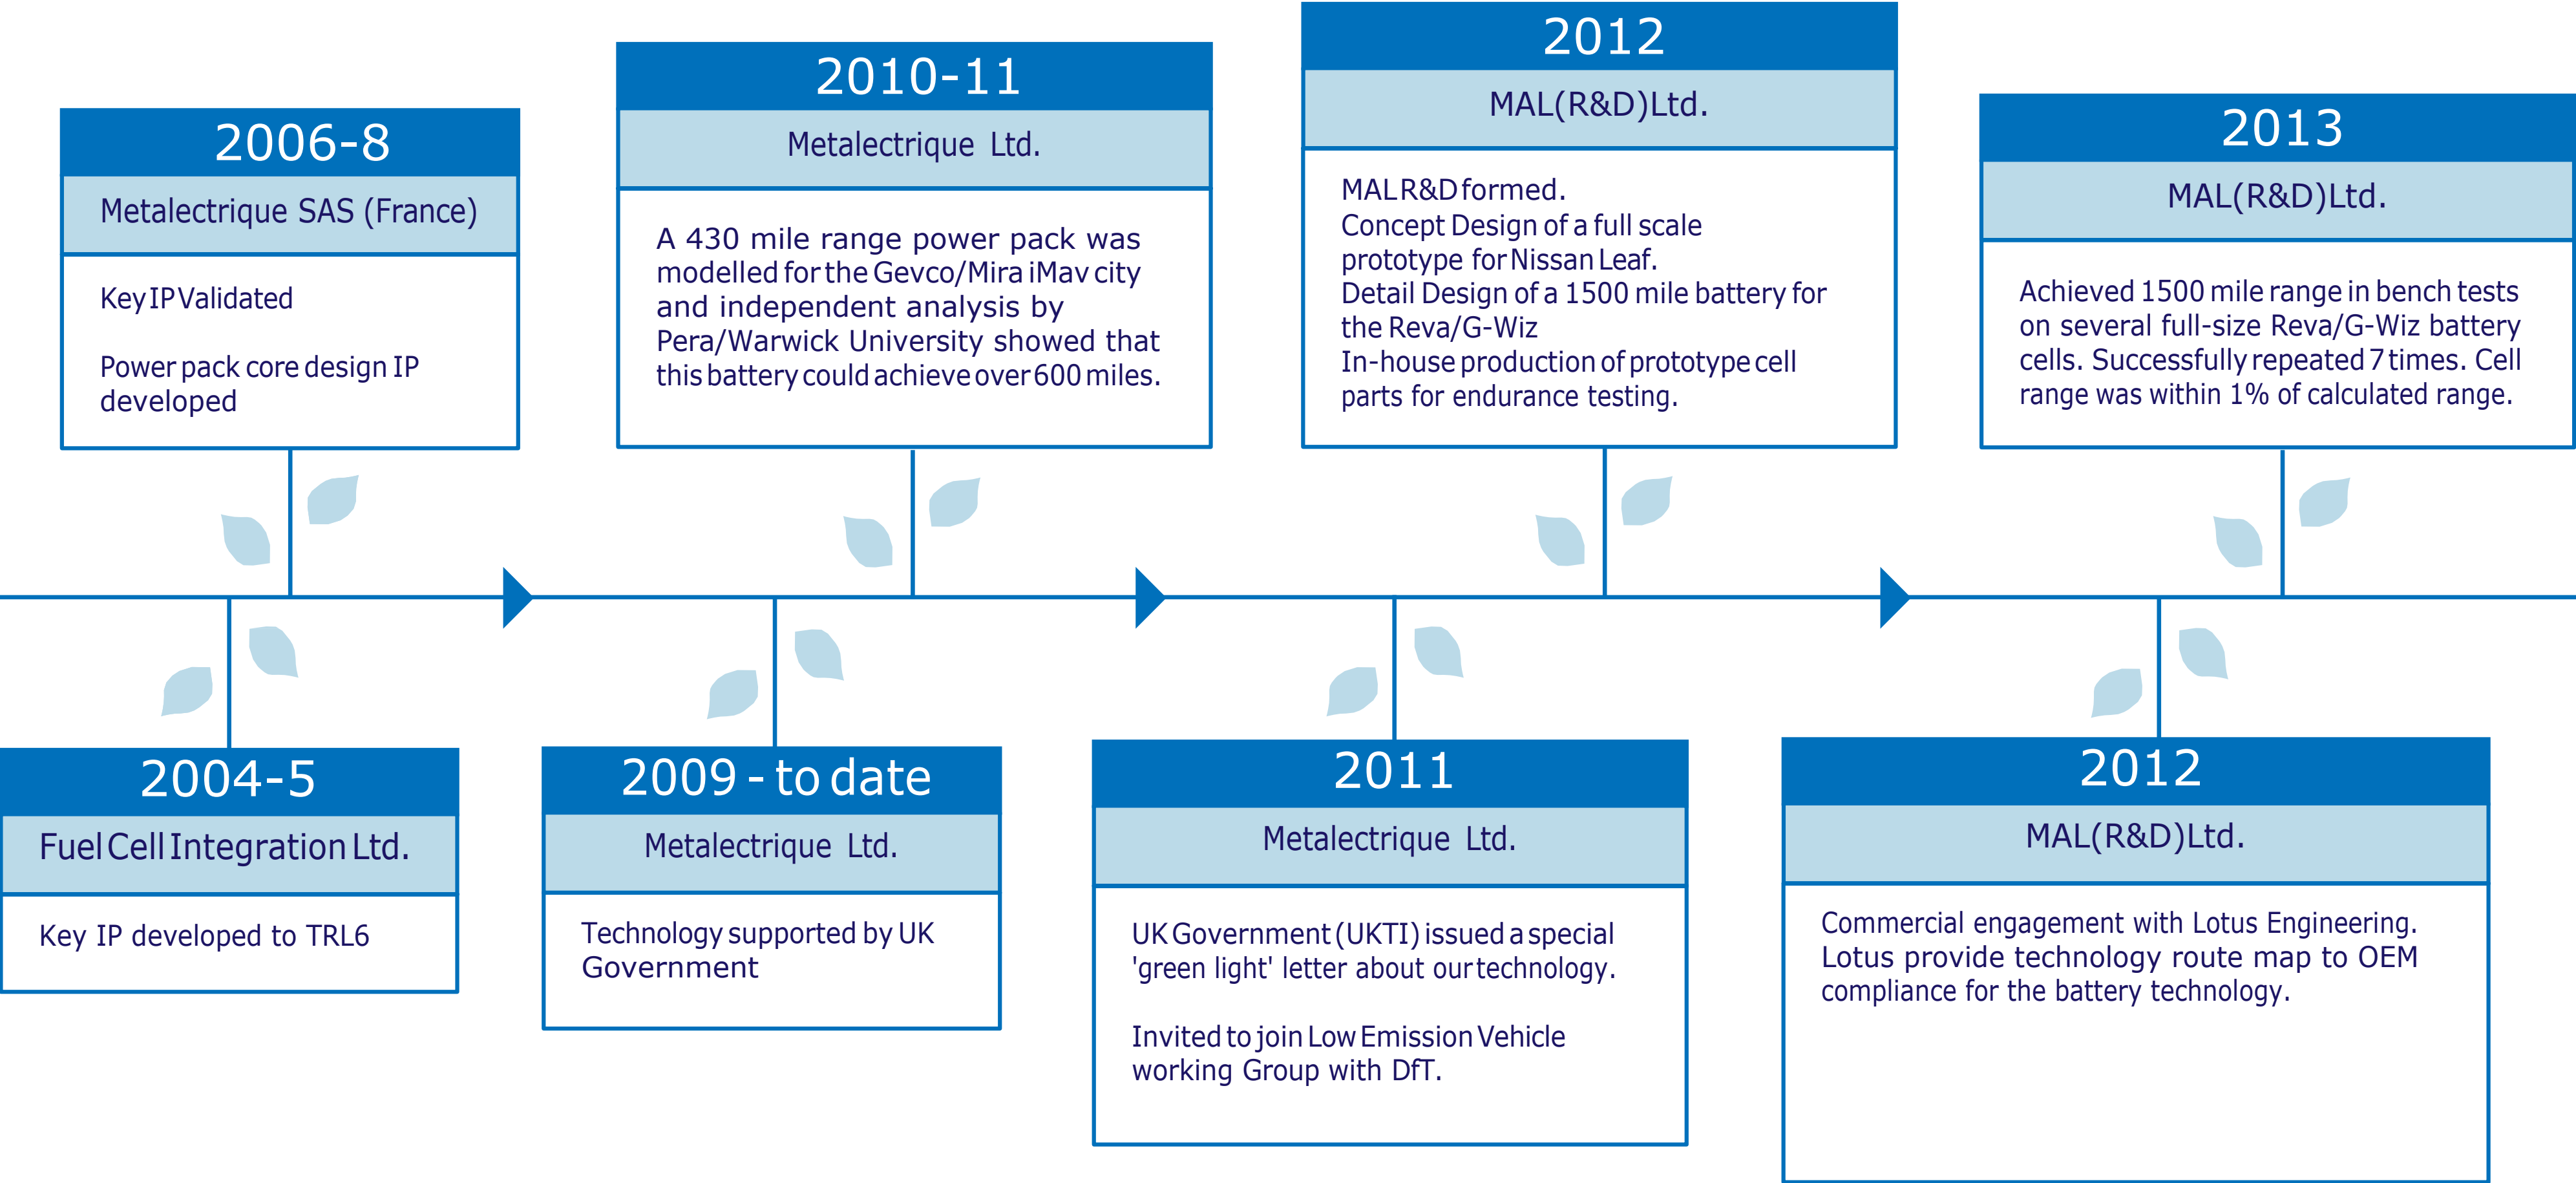 2006-8
Metalectrique SAS (France)
Key IP Validated
Power pack core design IP
developed
2010-11
Metalectrique Ltd.
A 430 mile range power pack was
modelled for the Gevco/Mira iMav city
and independent analysis by
Pera/Warwick University showed that
this battery could achieve over 600 miles.
2012
MAL(R&D)Ltd.
MAL R&D formed.
Concept Design of a full scale
prototype for Nissan Leaf.
Detail Design of a 1500 mile battery for
the Reva/G-Wiz
In-house production of prototype cell
parts for endurance testing.
2013
MAL(R&D)Ltd.
Achieved 1500 mile range in bench tests
on several full-size Reva/G-Wiz battery
cells. Successfully repeated 7 times. Cell
range was within 1% of calculated range.
2004-5
Fuel Cell Integration Ltd.
Key IP developed to TRL6
2009 - to date
Metalectrique Ltd.
Technology supported by UK
Government
2011
Metalectrique Ltd.
UK Government (UKTI) issued a special
'green light' letter about our technology.
Invited to join Low Emission Vehicle
working Group with DfT.
2012
MAL(R&D)Ltd.
Commercial engagement with Lotus Engineering.
Lotus provide technology route map to OEM
compliance for the battery technology.